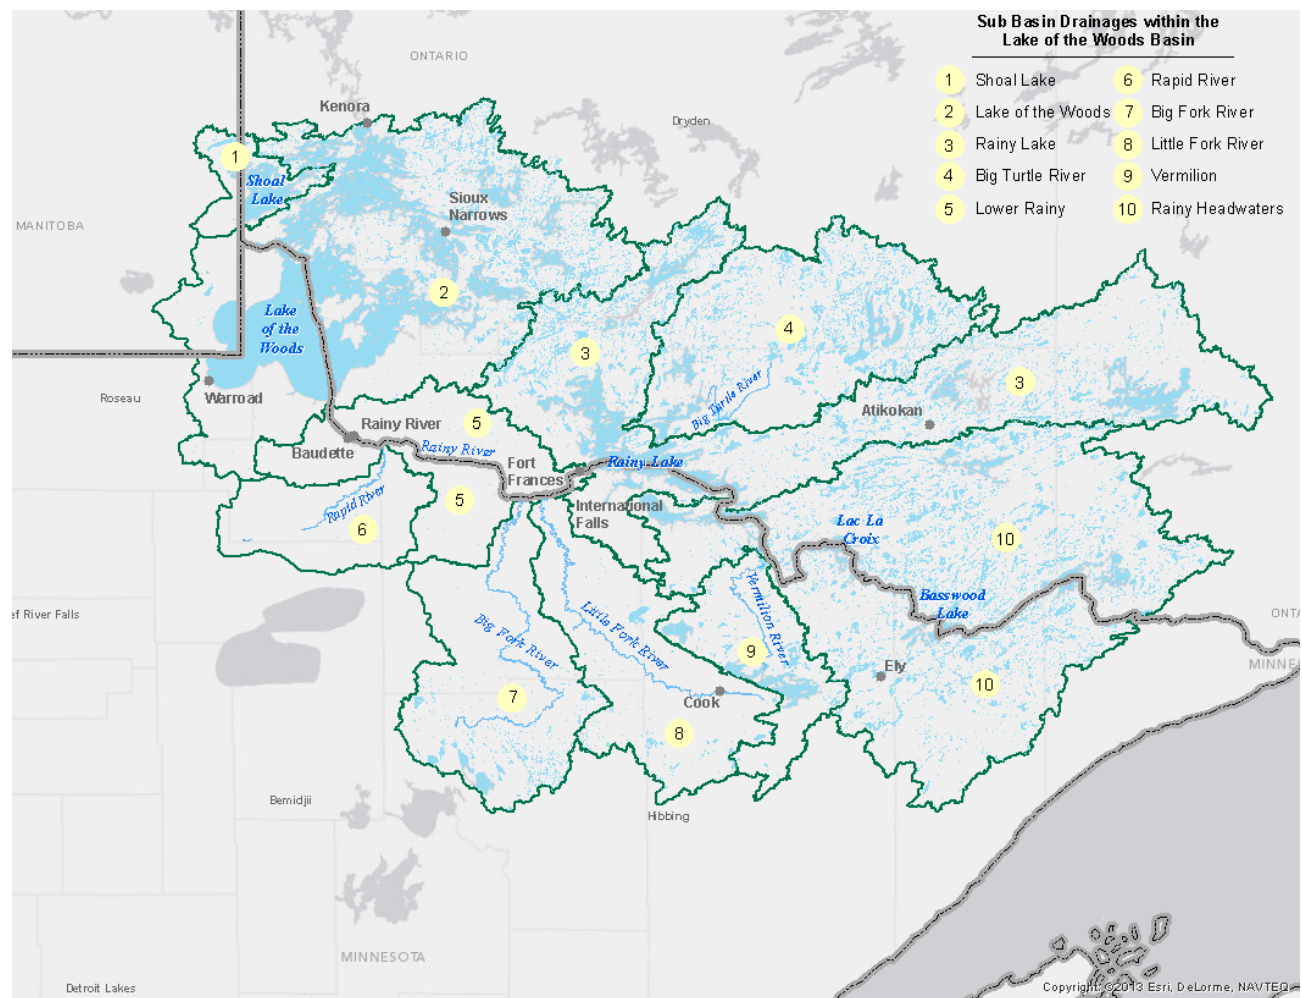 Sub Basin Drainages within the
Lake of the Woods Basin
1 Shoal Lake
2 Lake of the Woods
3 Rainy Lake
4 Big Turtle River
5 Lower Rainy
6 Rapid River
7 Big Fork River
8 Little Fork River
9 Vermilion
10 Rainy Headwaters
ONTARIO
Kenora
Dryden
1
Shoal
Lake
Sioux
Narrows
MANITOBA
2
Lake
of the
Woods
4
3
3
Big Turtle River
Roseau
Warroad
Atikokan
Rainy River
5
Baudette
Rainy River
Fort
Frances
Rainy Lake
5
International
Falls
Rapid River
6
Lac La
Croix
10
Basswood
Lake
ef River Falls
Vermilion River
Little Fork River
Big Fork River
ONTA
MINNE
9
Ely
10
7
Cook
8
Bemidjii
Hibbing
MINNESOTA
Detroit Lakes
Copyright: ©2013 Esri, DeLorme, NAVTEQ